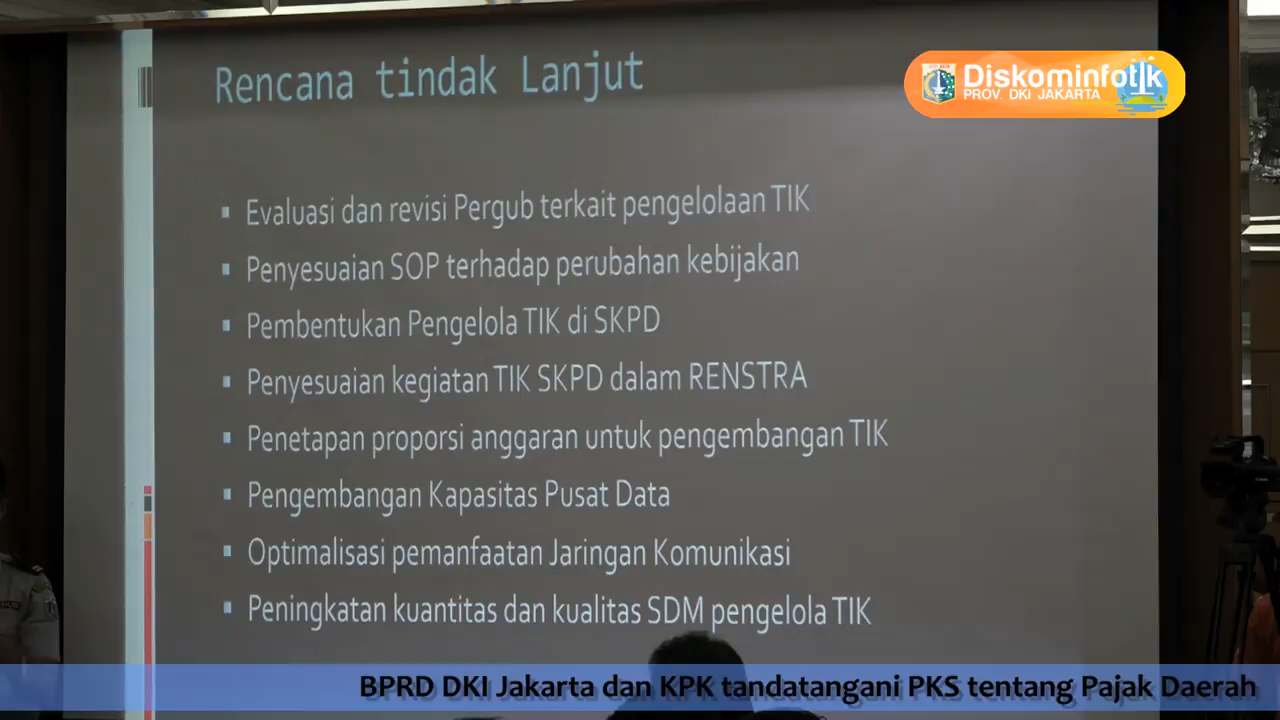 Rencana tindak Lanjut
Diskominfotik
PROV. DKI JAKARTA
Evaluasi dan revisi Pergub terkait pengelolaan TIK
Penyesuaian SOP terhadap perubahan kebijakan
Pembentukan Pengelola TIK di SKPD
Penyesuaian kegiatan TIK SKPD dalam RENSTRA
Penetapan proporsi anggaran untuk pengembangan TIK
Pengembangan Kapasitas Pusat Data
Optimalisasi pemanfaatan Jaringan Komunikasi
Peningkatan kuantitas dan kualitas SDM pengelola TIK
BPRD DKI Jakarta dan KPK tandatangani PKS tentang Pajak Daerah